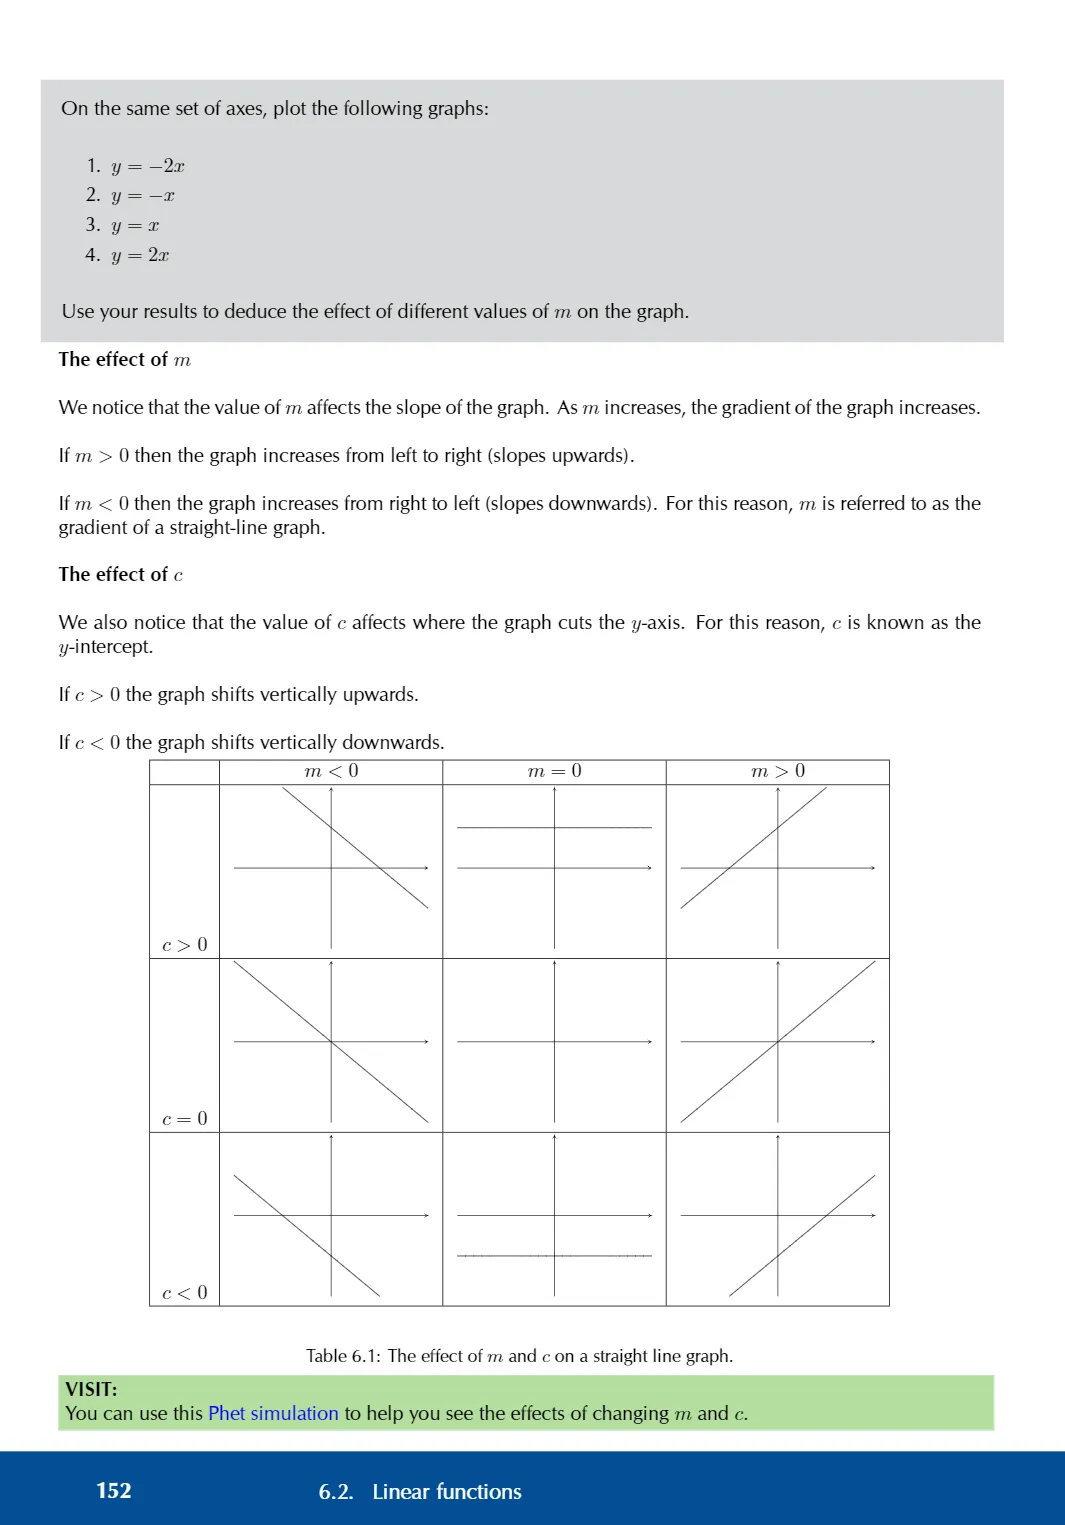 On the same set of axes, plot the following graphs:
1. y = −2x
2. y = −x
3. y = x
4. y = 2x
Use your results to deduce the effect of different values of m on the graph.
The effect of m
We notice that the value of m affects the slope of the graph. As m increases, the gradient of the graph increases.
If m > 0 then the graph increases from left to right (slopes upwards).
If m < 0 then the graph increases from right to left (slopes downwards). For this reason, m is referred to as the
gradient of a straight-line graph.
The effect of c
We also notice that the value of c affects where the graph cuts the y-axis. For this reason, c is known as the
y-intercept.
If c > 0 the graph shifts vertically upwards.
If c < 0 the graph shifts vertically downwards.
m < 0 m = 0 m > 0
c > 0
c = 0
c < 0
Table 6.1: The effect of m and c on a straight line graph.
VISIT:
You can use this Phet simulation to help you see the effects of changing m and c.
152 6.2. Linear functions